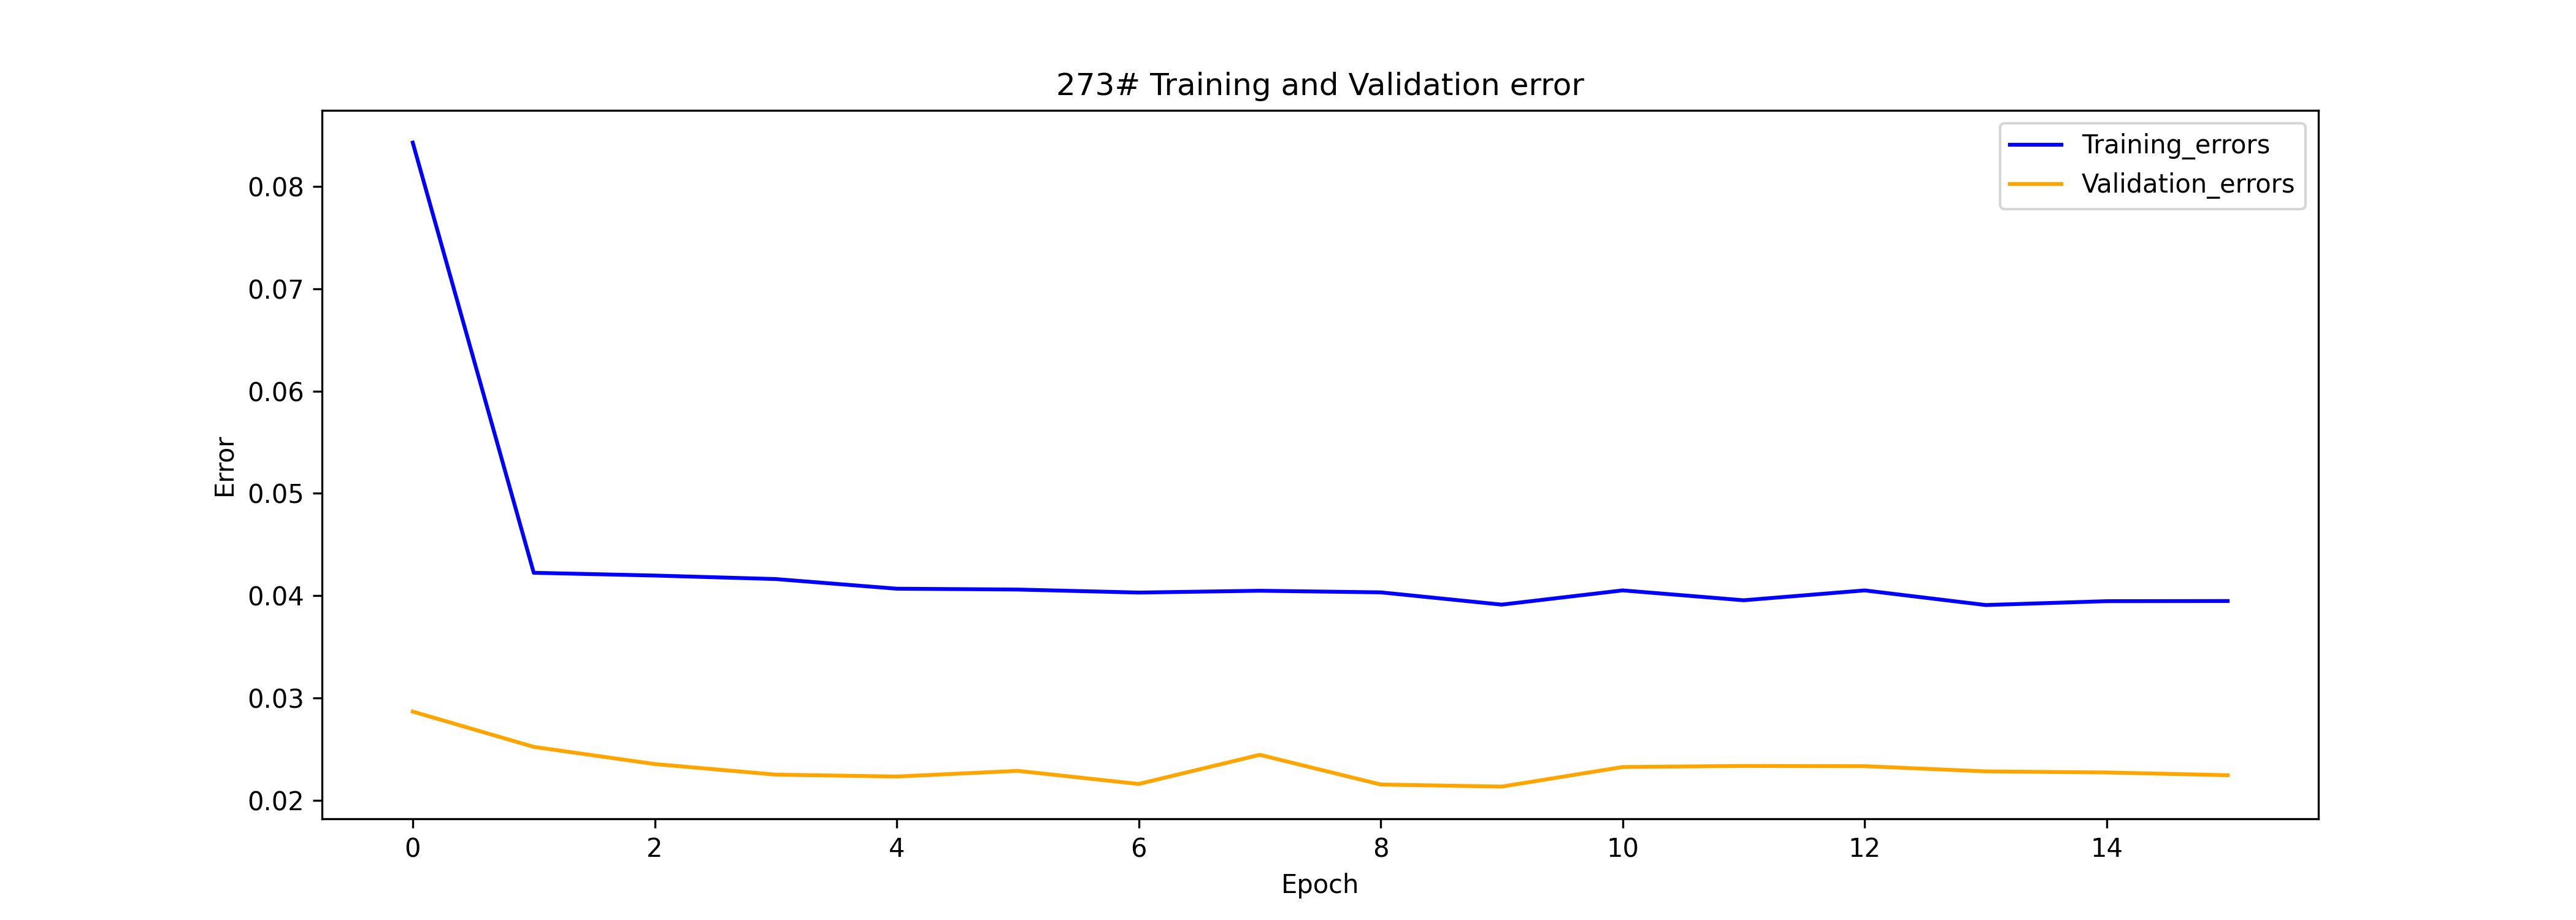 273# Training and Validation error
Training_errors
Validation_errors
0.08
0.07
0.06
0.05
0.04
0.03
0.02
Error
0 2 4 6 8 10 12 14
Epoch